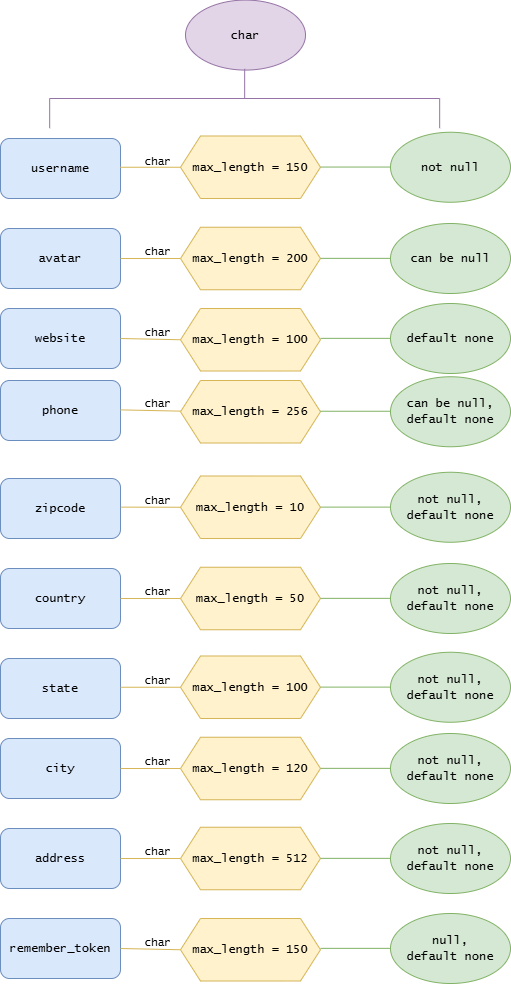 char
username
char
max_length = 150
not null
avatar
char
max_length = 200
can be null
website
char
max_length = 100
default none
phone
char
max_length = 256
can be null,
default none
zipcode
char
max_length = 10
not null,
default none
country
char
max_length = 50
not null,
default none
state
char
max_length = 100
not null,
default none
city
char
max_length = 120
not null,
default none
address
char
max_length = 512
not null,
default none
remember_token
char
max_length = 150
null,
default none